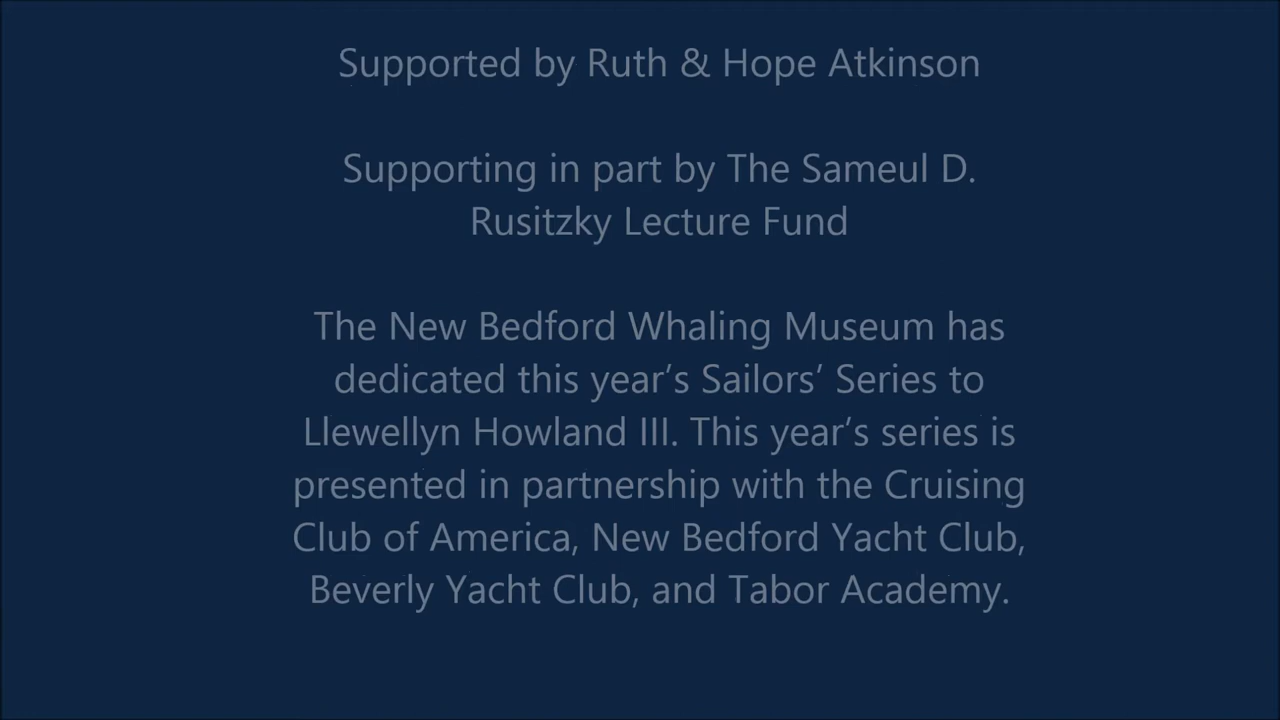 Supported by Ruth & Hope Atkinson
Supporting in part by The Sameul D.
Rusitzky Lecture Fund
The New Bedford Whaling Museum has
dedicated this year’s Sailors’ Series to
Llewellyn Howland III. This year’s series is
presented in partnership with the Cruising
Club of America, New Bedford Yacht Club,
Beverly Yacht Club, and Tabor Academy.